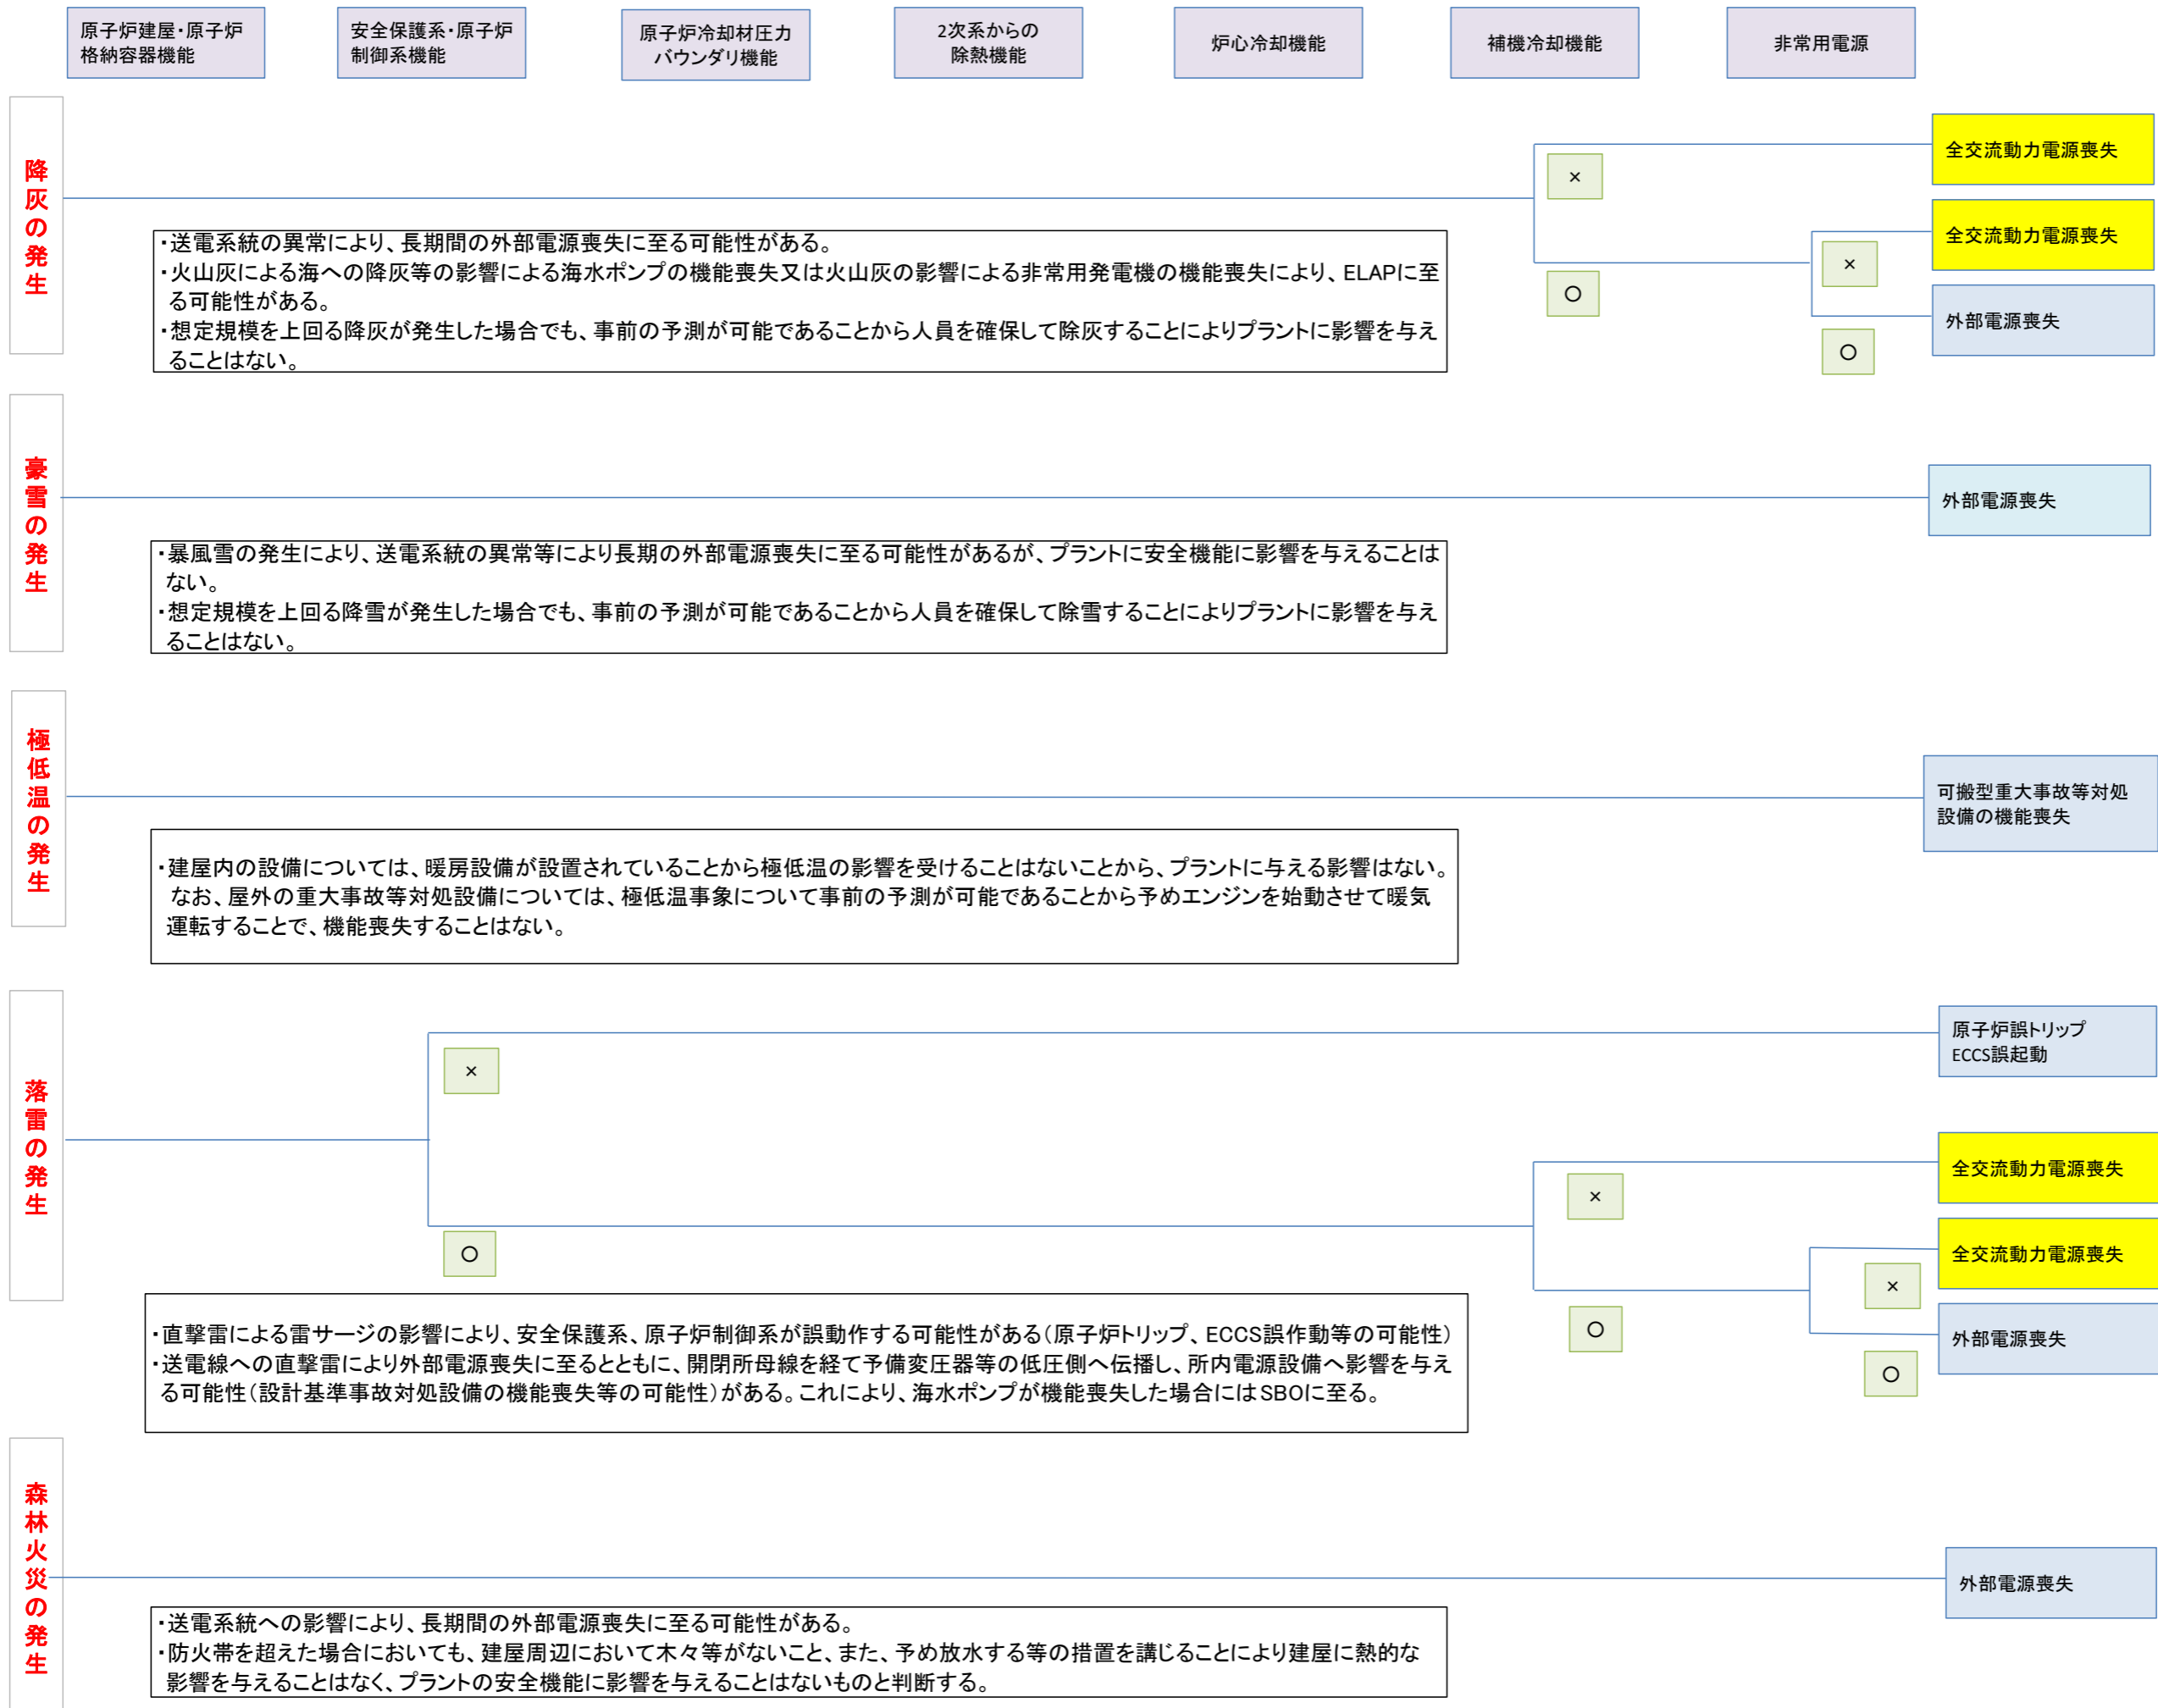 原子炉建屋・原子炉
格納容器機能
安全保護系・原子炉
制御系機能
原子炉冷却材圧力
バウンダリ機能
2次系からの
除熱機能
炉心冷却機能
補機冷却機能
非常用電源
降灰の発生
全交流動力電源喪失
×
全交流動力電源喪失
×
〇
外部電源喪失
〇
・送電系統の異常により、長期間の外部電源喪失に至る可能性がある。
・火山灰による海への降灰等の影響による海水ポンプの機能喪失又は火山灰の影響による非常用発電機の機能喪失により、ELAPに至
る可能性がある。
・想定規模を上回る降灰が発生した場合でも、事前の予測が可能であることから人員を確保して除灰することによりプラントに影響を与え
ることはない。
豪雪の発生
外部電源喪失
・暴風雪の発生により、送電系統の異常等により長期の外部電源喪失に至る可能性があるが、プラントに安全機能に影響を与えることは
ない。
・想定規模を上回る降雪が発生した場合でも、事前の予測が可能であることから人員を確保して除雪することによりプラントに影響を与え
ることはない。
極低温の発生
可搬型重大事故等対処
設備の機能喪失
・建屋内の設備については、暖房設備が設置されていることから極低温の影響を受けることはないことから、プラントに与える影響はない。
なお、屋外の重大事故等対処設備については、極低温事象について事前の予測が可能であることから予めエンジンを始動させて暖気
運転することで、機能喪失することはない。
落雷の発生
原子炉誤トリップ
ECCS誤起動
×
〇
全交流動力電源喪失
×
全交流動力電源喪失
×
〇
外部電源喪失
〇
・直撃雷による雷サージの影響により、安全保護系、原子炉制御系が誤動作する可能性がある（原子炉トリップ、ECCS誤作動等の可能性）
・送電線への直撃雷により外部電源喪失に至るとともに、開閉所母線を経て予備変圧器等の低圧側へ伝播し、所内電源設備へ影響を与え
る可能性（設計基準事故対処設備の機能喪失等の可能性）がある。これにより、海水ポンプが機能喪失した場合にはSBOに至る。
森林火災の発生
外部電源喪失
・送電系統への影響により、長期間の外部電源喪失に至る可能性がある。
・防火帯を超えた場合においても、建屋周辺において木々等がないこと、また、予め放水する等の措置を講じることにより建屋に熱的な
影響を与えることはなく、プラントの安全機能に影響を与えることはないものと判断する。